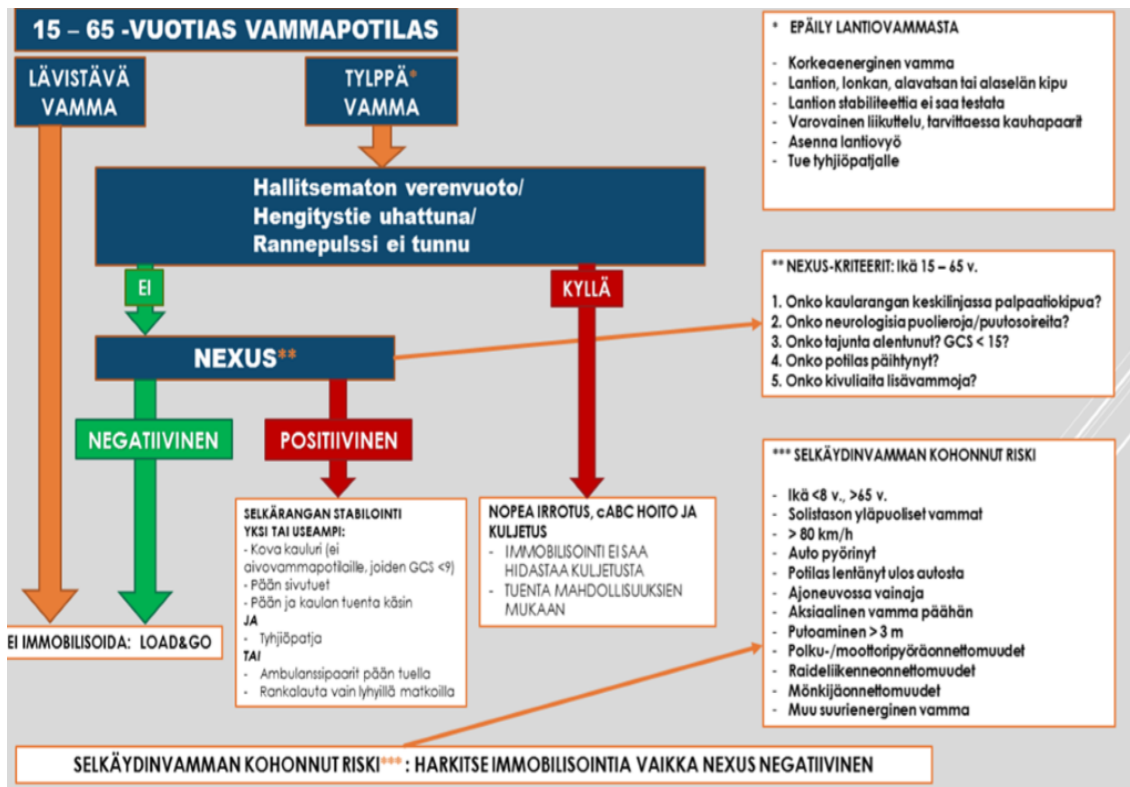 15 – 65 -VUOTIAS VAMMAPOTILAS
LÄVISTÄVÄ
VAMMA
TYLPPÄ*
VAMMA
Hallitsematon verenvuoto/
Hengitystie uhattuna/
Rannepulssi ei tunnu
EI
KYLLÄ
NEXUS**
NEGATIIVINEN
POSITIIVINEN
SELKÄRANGAN STABILOINTI
YKSI TAI USEAMPI:
- Kova kauluri (ei
aivovammapotilaille, joiden GCS <9)
- Pään sivutuet
- Pään ja kaulan tuenta käsin
JA
- Tyhjiöpatja
TAI
- Ambulanssipaarit pään tuella
- Rankalauta vain lyhyillä matkoilla
NOPEA IRROTUS, cABC HOITO JA
KULJETUS
- IMMOBILISOINTI EI SAA
HIDASTAA KULJETUSTA
- TUENTA MAHDOLLISUUKSIEN
MUKAAN
EI IMMOBILISOIDA: LOAD&GO
SELKÄYDINVAMMAN KOHONNUT RISKI*** : HARKITSE IMMOBILISOINTIA VAIKKA NEXUS NEGATIIVINEN
* EPÄILY LANTIOVAMMASTA
- Korkeaenerginen vamma
- Lantion, lonkan, alavatsan tai alaselän kipu
- Lantion stabiliteettia ei saa testata
- Varovainen liikuttelu, tarvittaessa kauhapaarit
- Asenna lantiovyö
- Tue tyhjiöpatjalle
** NEXUS-KRITEERIT: Ikä 15 – 65 v.
1. Onko kaularangan keskilinjassa palpaatiokipua?
2. Onko neurologisia puolieroja/puutosoireita?
3. Onko tajunta alentunut? GCS < 15?
4. Onko potilas päihtynyt?
5. Onko kivuliaita lisävammoja?
*** SELKÄYDINVAMMAN KOHONNUT RISKI
- Ikä <8 v., >65 v.
- Solistason yläpuoliset vammat
- > 80 km/h
- Auto pyörinyt
- Potilas lentänyt ulos autosta
- Ajoneuvossa vainaja
- Aksiaalinen vamma päähän
- Putoaminen > 3 m
- Polku-/moottoripyöräonnettomuudet
- Raideliikenneonnettomuudet
- Mönkijäonnettomuudet
- Muu suurienerginen vamma